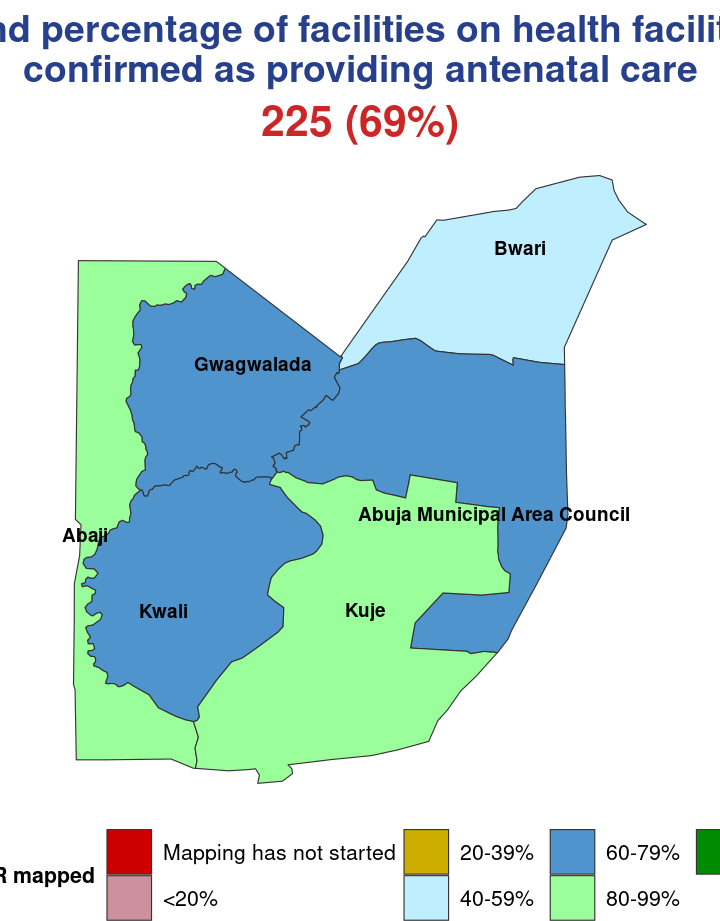 percentage of facilities on health
confirmed as providing antenatal care
225 (69%)
Bwari
Gwagwalada
Abuja Municipal Area Council
Abaji
Kwali
Kuje
mapped
Mapping has not started
20-39%
60-79%
<20%
40-59%
80-99%